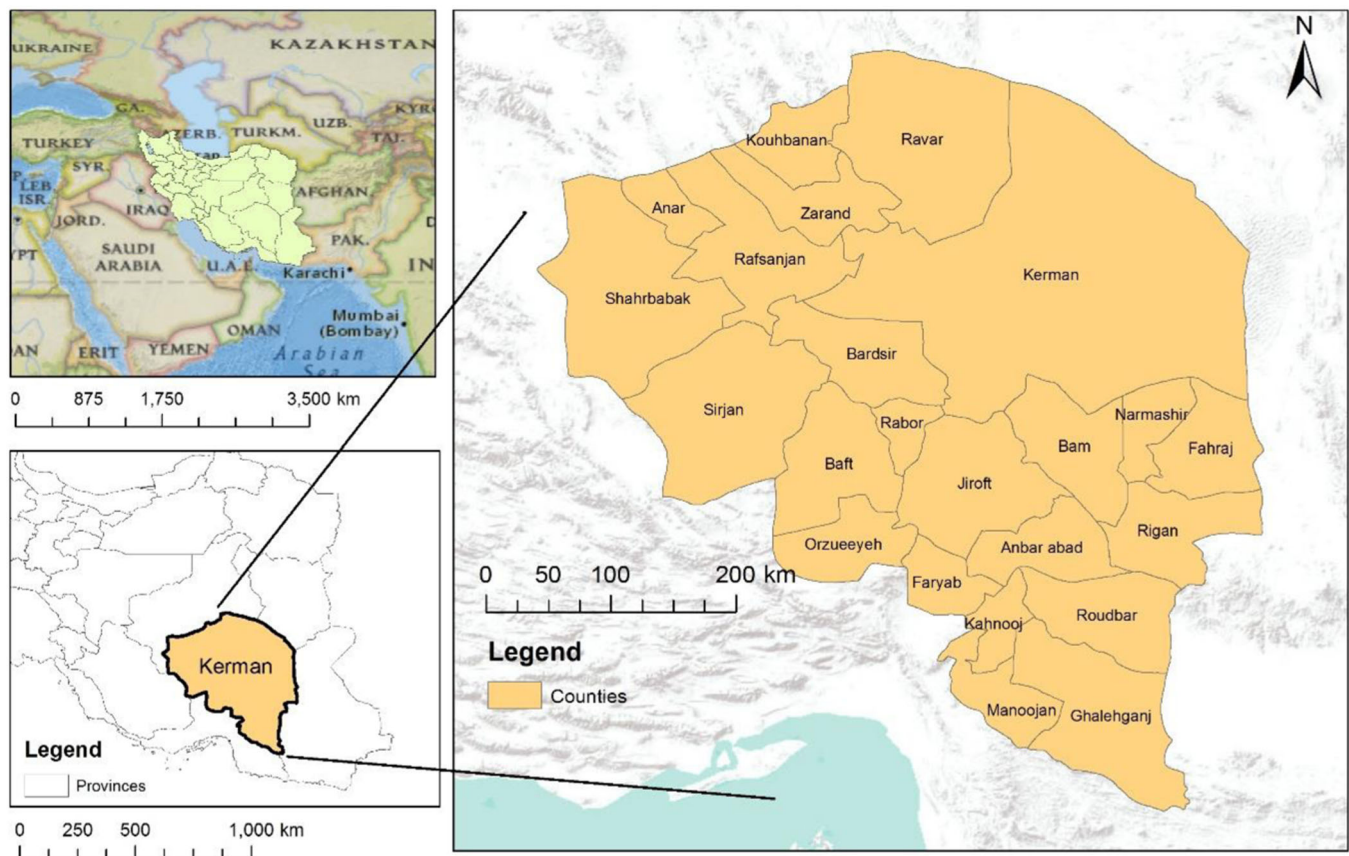 UKRAINE
KAZAKHSTAN
GA.
UZB.
KYR
TURKEY
AZERB.
TURKM.
TAJ.
SYR.
LEB.
ISR.
IRAQ
AFGHAN.
JORD.
PAK.
SAUDI
ARABIA
U.A.E.
IN
Karachi
Mumbai
(Bombay)
OMAN
AN
ERIT
YEMEN
Arabian
Sea
0 875 1,750 3,500 km
Kerman
Legend
Provinces
0 250 500 1,000 km
N
Kouhbanan
Ravar
Anar
Zarand
Rafsanjan
Kerman
Shahrbabak
Bardsir
Sirjan
Rabor
Narmashir
Baft
Bam
Fahraj
Jiroft
Orzueeyeh
Anbar abad
Rigan
0 50 100 200 km
Faryab
Kahnooj
Roudbar
Legend
Counties
Manoojan
Ghalehganj